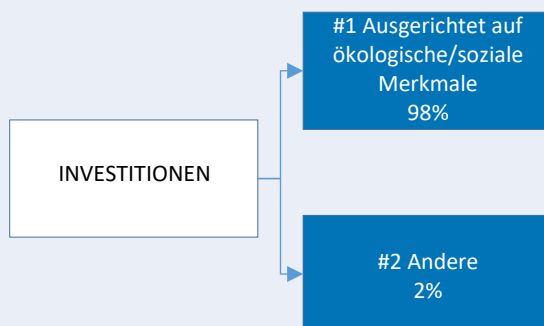 #1 Ausgerichtet auf
ökologische/soziale
Merkmale
98%
INVESTITIONEN
#2 Andere
2%